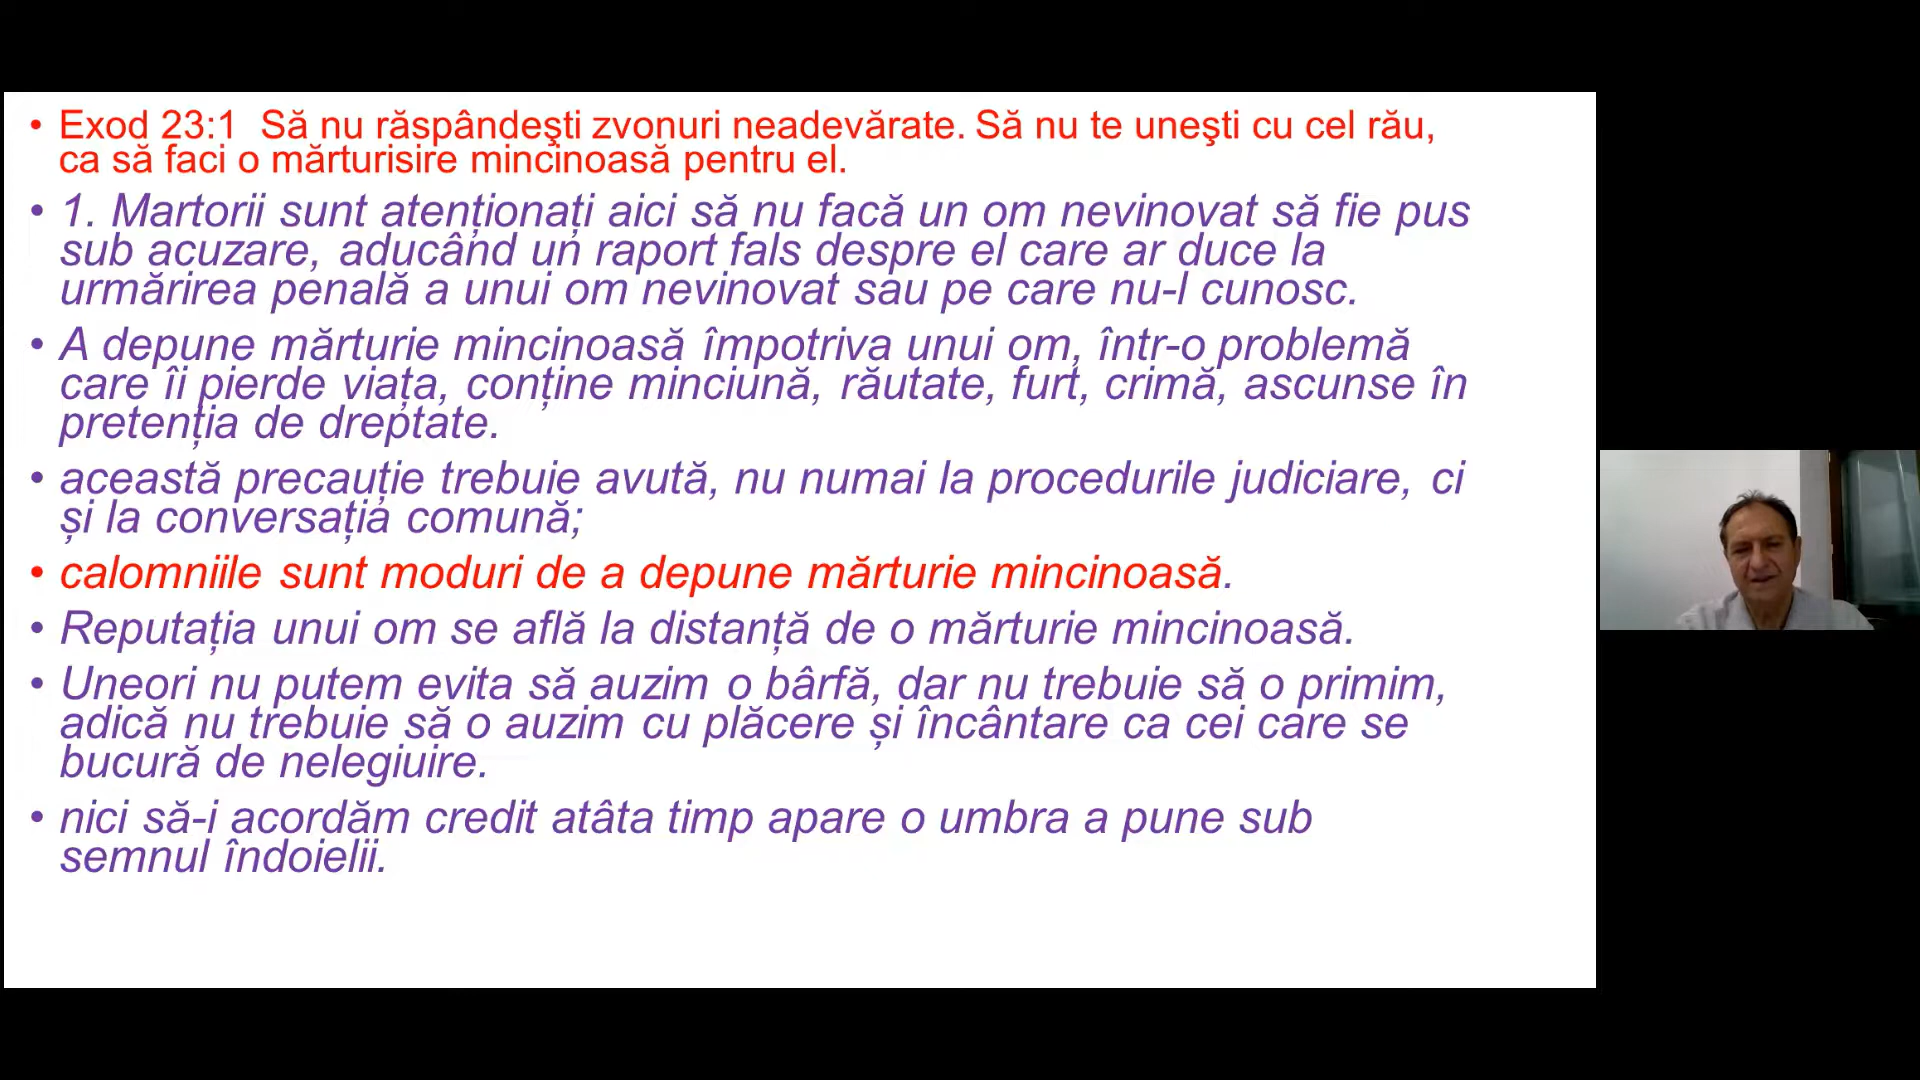 • Exod 23:1  Să nu răspândeşti zvonuri neadevărate. Să nu te uneşti cu cel rău,
ca să faci o mărturisire mincinoasă pentru el.
• 1. Martorii sunt atenționați aici să nu facă un om nevinovat să fie pus
sub acuzare, aducând un raport fals despre el care ar duce la
urmărirea penală a unui om nevinovat sau pe care nu-l cunosc.
• A depune mărturie mincinoasă împotriva unui om, într-o problemă
care îi pierde viața, conține minciună, răutate, furt, crimă, ascunse în
pretenția de dreptate.
• această precauție trebuie avută, nu numai la procedurile judiciare, ci
și la conversația comună;
• calomniile sunt moduri de a depune mărturie mincinoasă.
• Reputația unui om se află la distanță de o mărturie mincinoasă.
• Uneori nu putem evita să auzim o bârfă, dar nu trebuie să o primim,
adică nu trebuie să o auzim cu plăcere și încântare ca cei care se
bucură de nelegiuire.
• nici să-i acordăm credit atâta timp apare o umbra a pune sub
semnul îndoielii.